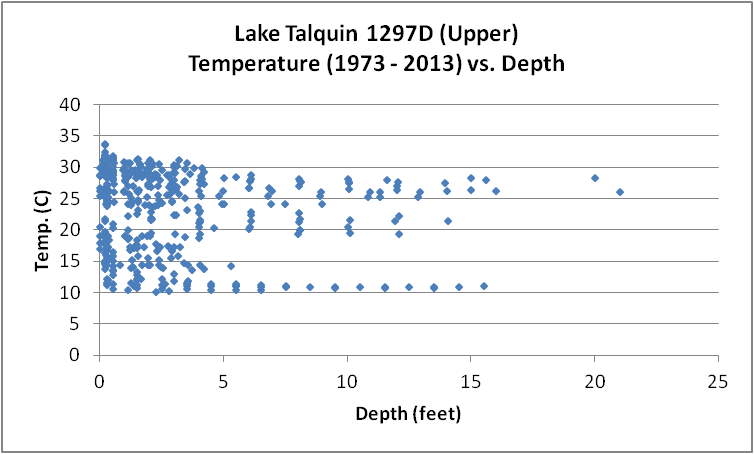 Lake Talquin 1297D (Upper)
Temperature (1973 - 2013) vs. Depth
40
35
30
25
20
15
10
5
0
Temp. (C)
0 5 10 15 20 25
Depth (feet)